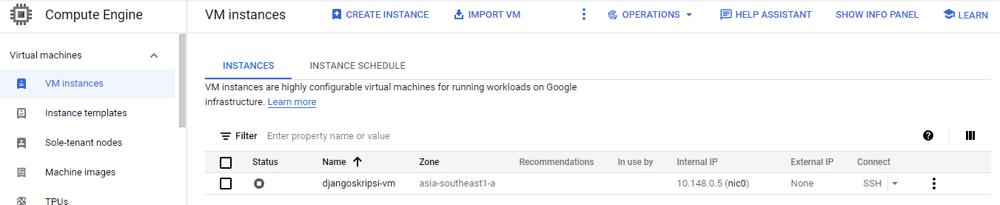 Compute Engine
VM instances
CREATE INSTANCE
IMPORT VM
OPERATIONS
HELP ASSISTANT
SHOW INFO PANEL
LEARN
Virtual machines
VM instances
Instance templates
Sole-tenant nodes
Machine images
TPUs
INSTANCES
INSTANCE SCHEDULE
VM instances are highly configurable virtual machines for running workloads on Google
infrastructure. Learn more
Filter Enter property name or value
Status Name Zone Recommendations In use by Internal IP External IP Connect
djangoskripsi-vm asia-southeast1-a 10.148.0.5 (nic0) None SSH